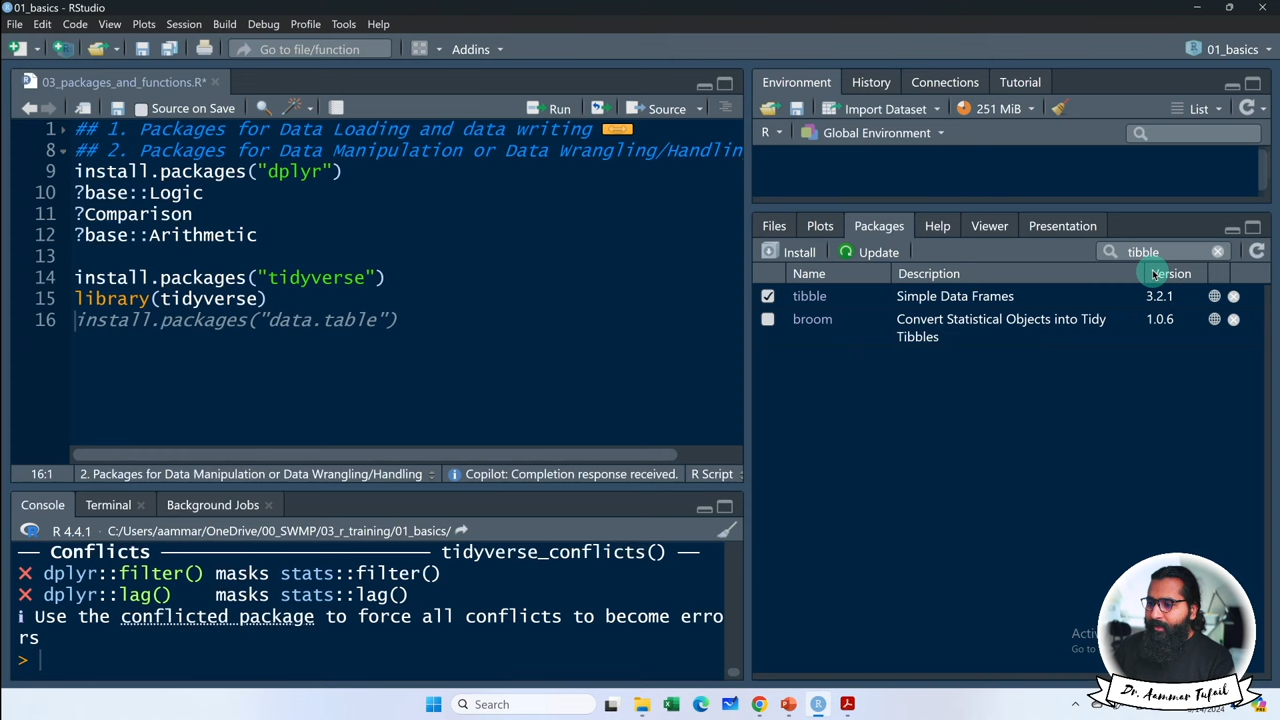 01_basics - RStudio
File Edit Code View Plots Session Build Debug Profile Tools Help
Go to file/function Addins 01_basics
03_packages_and_functions.R*
Source on Save Run Source
1 ## 1. Packages for Data Loading and data writing
8 ## 2. Packages for Data Manipulation or Data Wrangling/Handlin
9 install.packages("dplyr")
10 ?base::Logic
11 ?Comparison
12 ?base::Arithmetic
13
14 install.packages("tidyverse")
15 library(tidyverse)
16 install.packages("data.table")
16:1 2. Packages for Data Manipulation or Data Wrangling/Handling Copilot: Completion response received. R Script
Console Terminal Background Jobs
R 4.4.1 · C:/Users/aammar/OneDrive/00_SWMP/03_r_training/01_basics/
── Conflicts ──────────────── tidyverse_conflicts() ──
✖ dplyr::filter() masks stats::filter()
✖ dplyr::lag() masks stats::lag()
ℹ Use the conflicted package to force all conflicts to become erro
rs
>
Environment History Connections Tutorial
Import Dataset 251 MiB List
R Global Environment
Files Plots Packages Help Viewer Presentation
Install Update tibble
Name Description Version
tibble Simple Data Frames 3.2.1
broom Convert Statistical Objects into Tidy 1.0.6
Tibbles
Dr. Aammar Tufail
Search